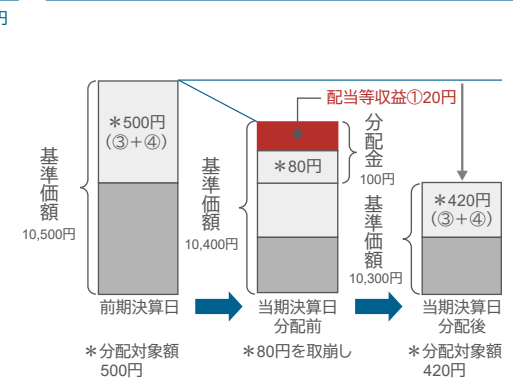 円
配当等収益①20円
*500円
(③+④)
分配金
100円
*80円
基準価額
10,500円
基準価額
10,400円
基準価額
10,300円
*420円
(③+④)
前期決算日
当期決算日
分配前
当期決算日
分配後
*分配対象額
500円
*80円を取崩し
*分配対象額
420円